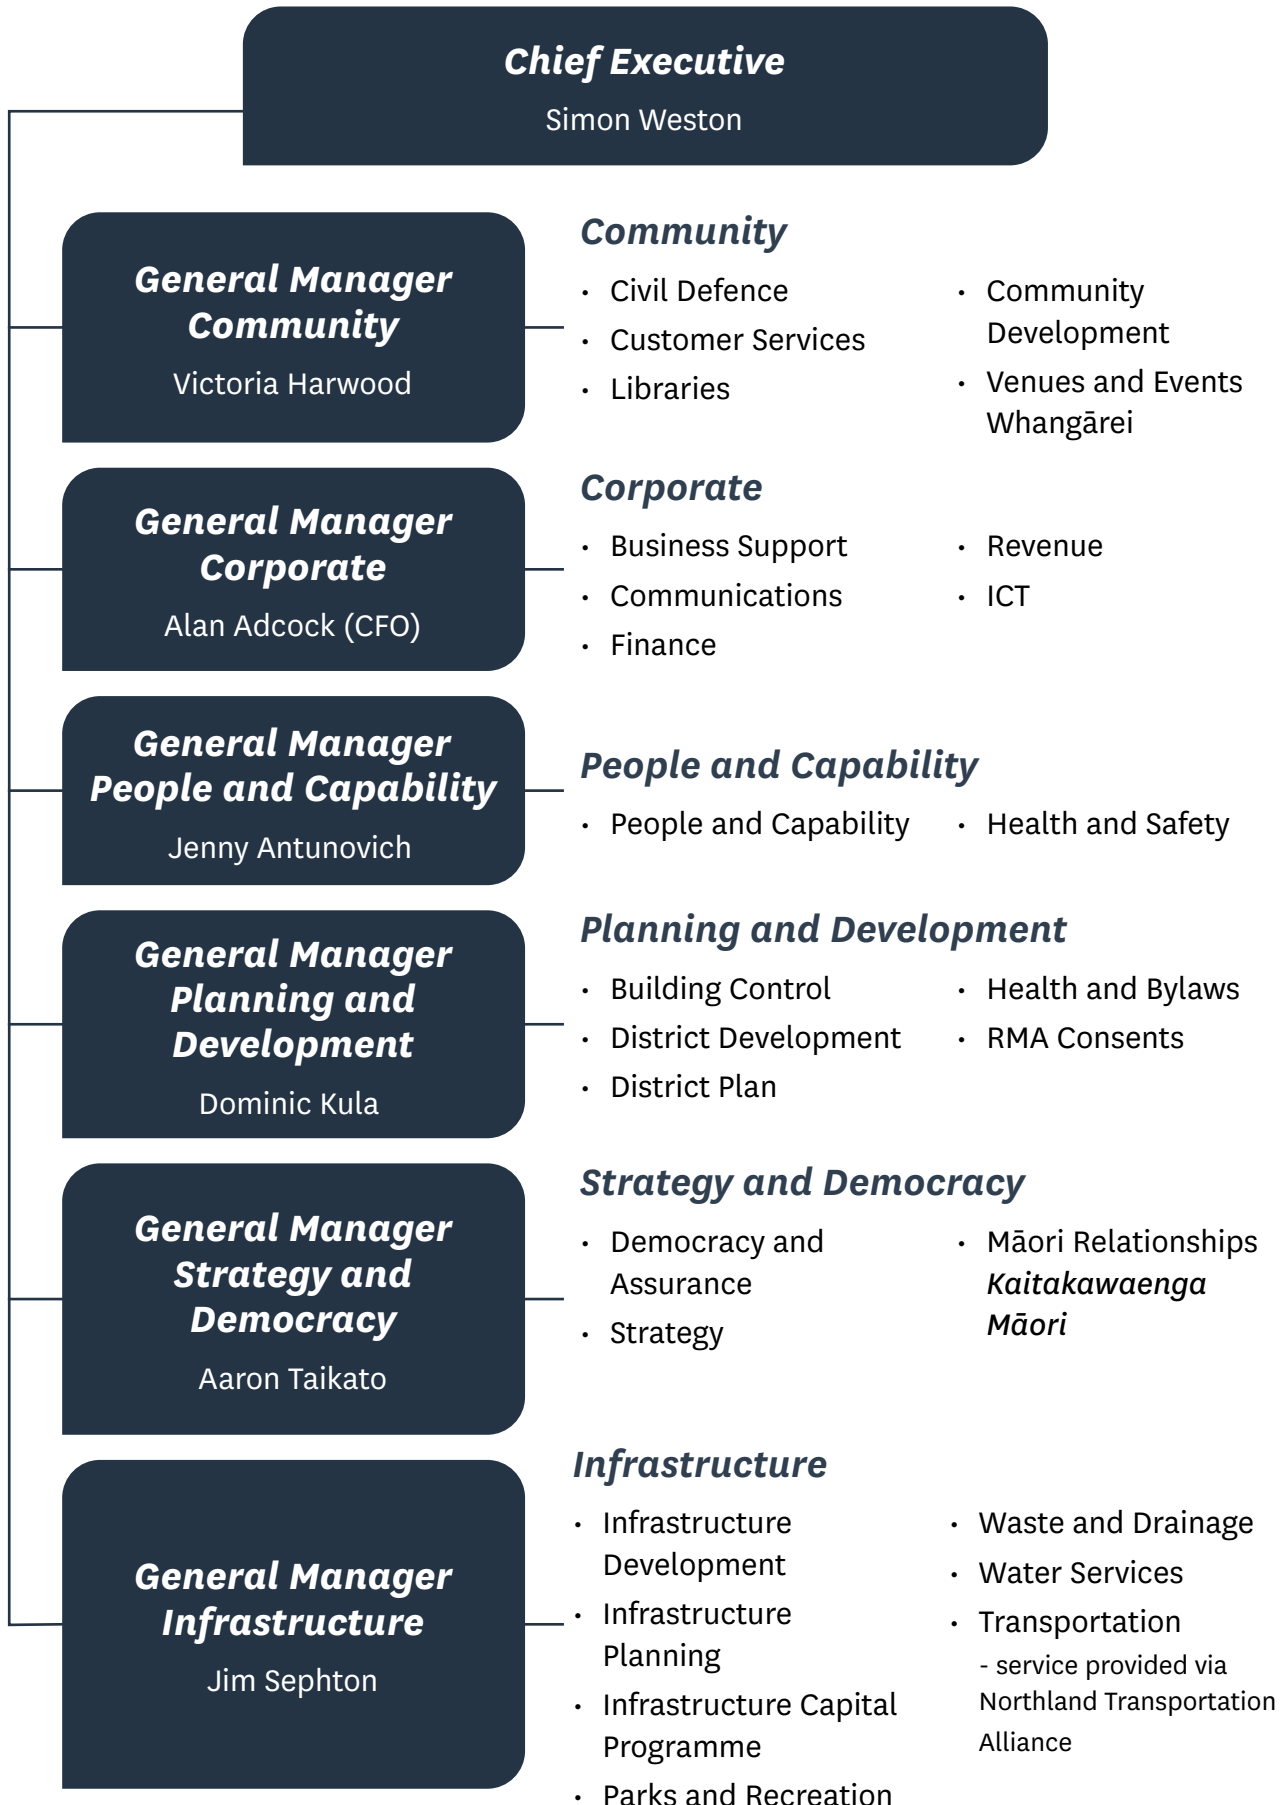 Chief Executive
Simon Weston
General Manager
Community
Victoria Harwood
Community
· Civil Defence
· Customer Services
· Libraries
· Community
Development
· Venues and Events
Whangārei
General Manager
Corporate
Alan Adcock (CFO)
Corporate
· Business Support
· Communications
· Finance
· Revenue
· ICT
General Manager
People and Capability
Jenny Antunovich
People and Capability
· People and Capability
· Health and Safety
General Manager
Planning and
Development
Dominic Kula
Planning and Development
· Building Control
· District Development
· District Plan
· Health and Bylaws
· RMA Consents
General Manager
Strategy and
Democracy
Aaron Taikato
Strategy and Democracy
· Democracy and
Assurance
· Strategy
· Māori Relationships
Kaitakawaenga
Māori
General Manager
Infrastructure
Jim Sephton
Infrastructure
· Infrastructure
Development
· Infrastructure
Planning
· Infrastructure Capital
Programme
· Parks and Recreation
· Waste and Drainage
· Water Services
· Transportation
- service provided via
Northland Transportation
Alliance